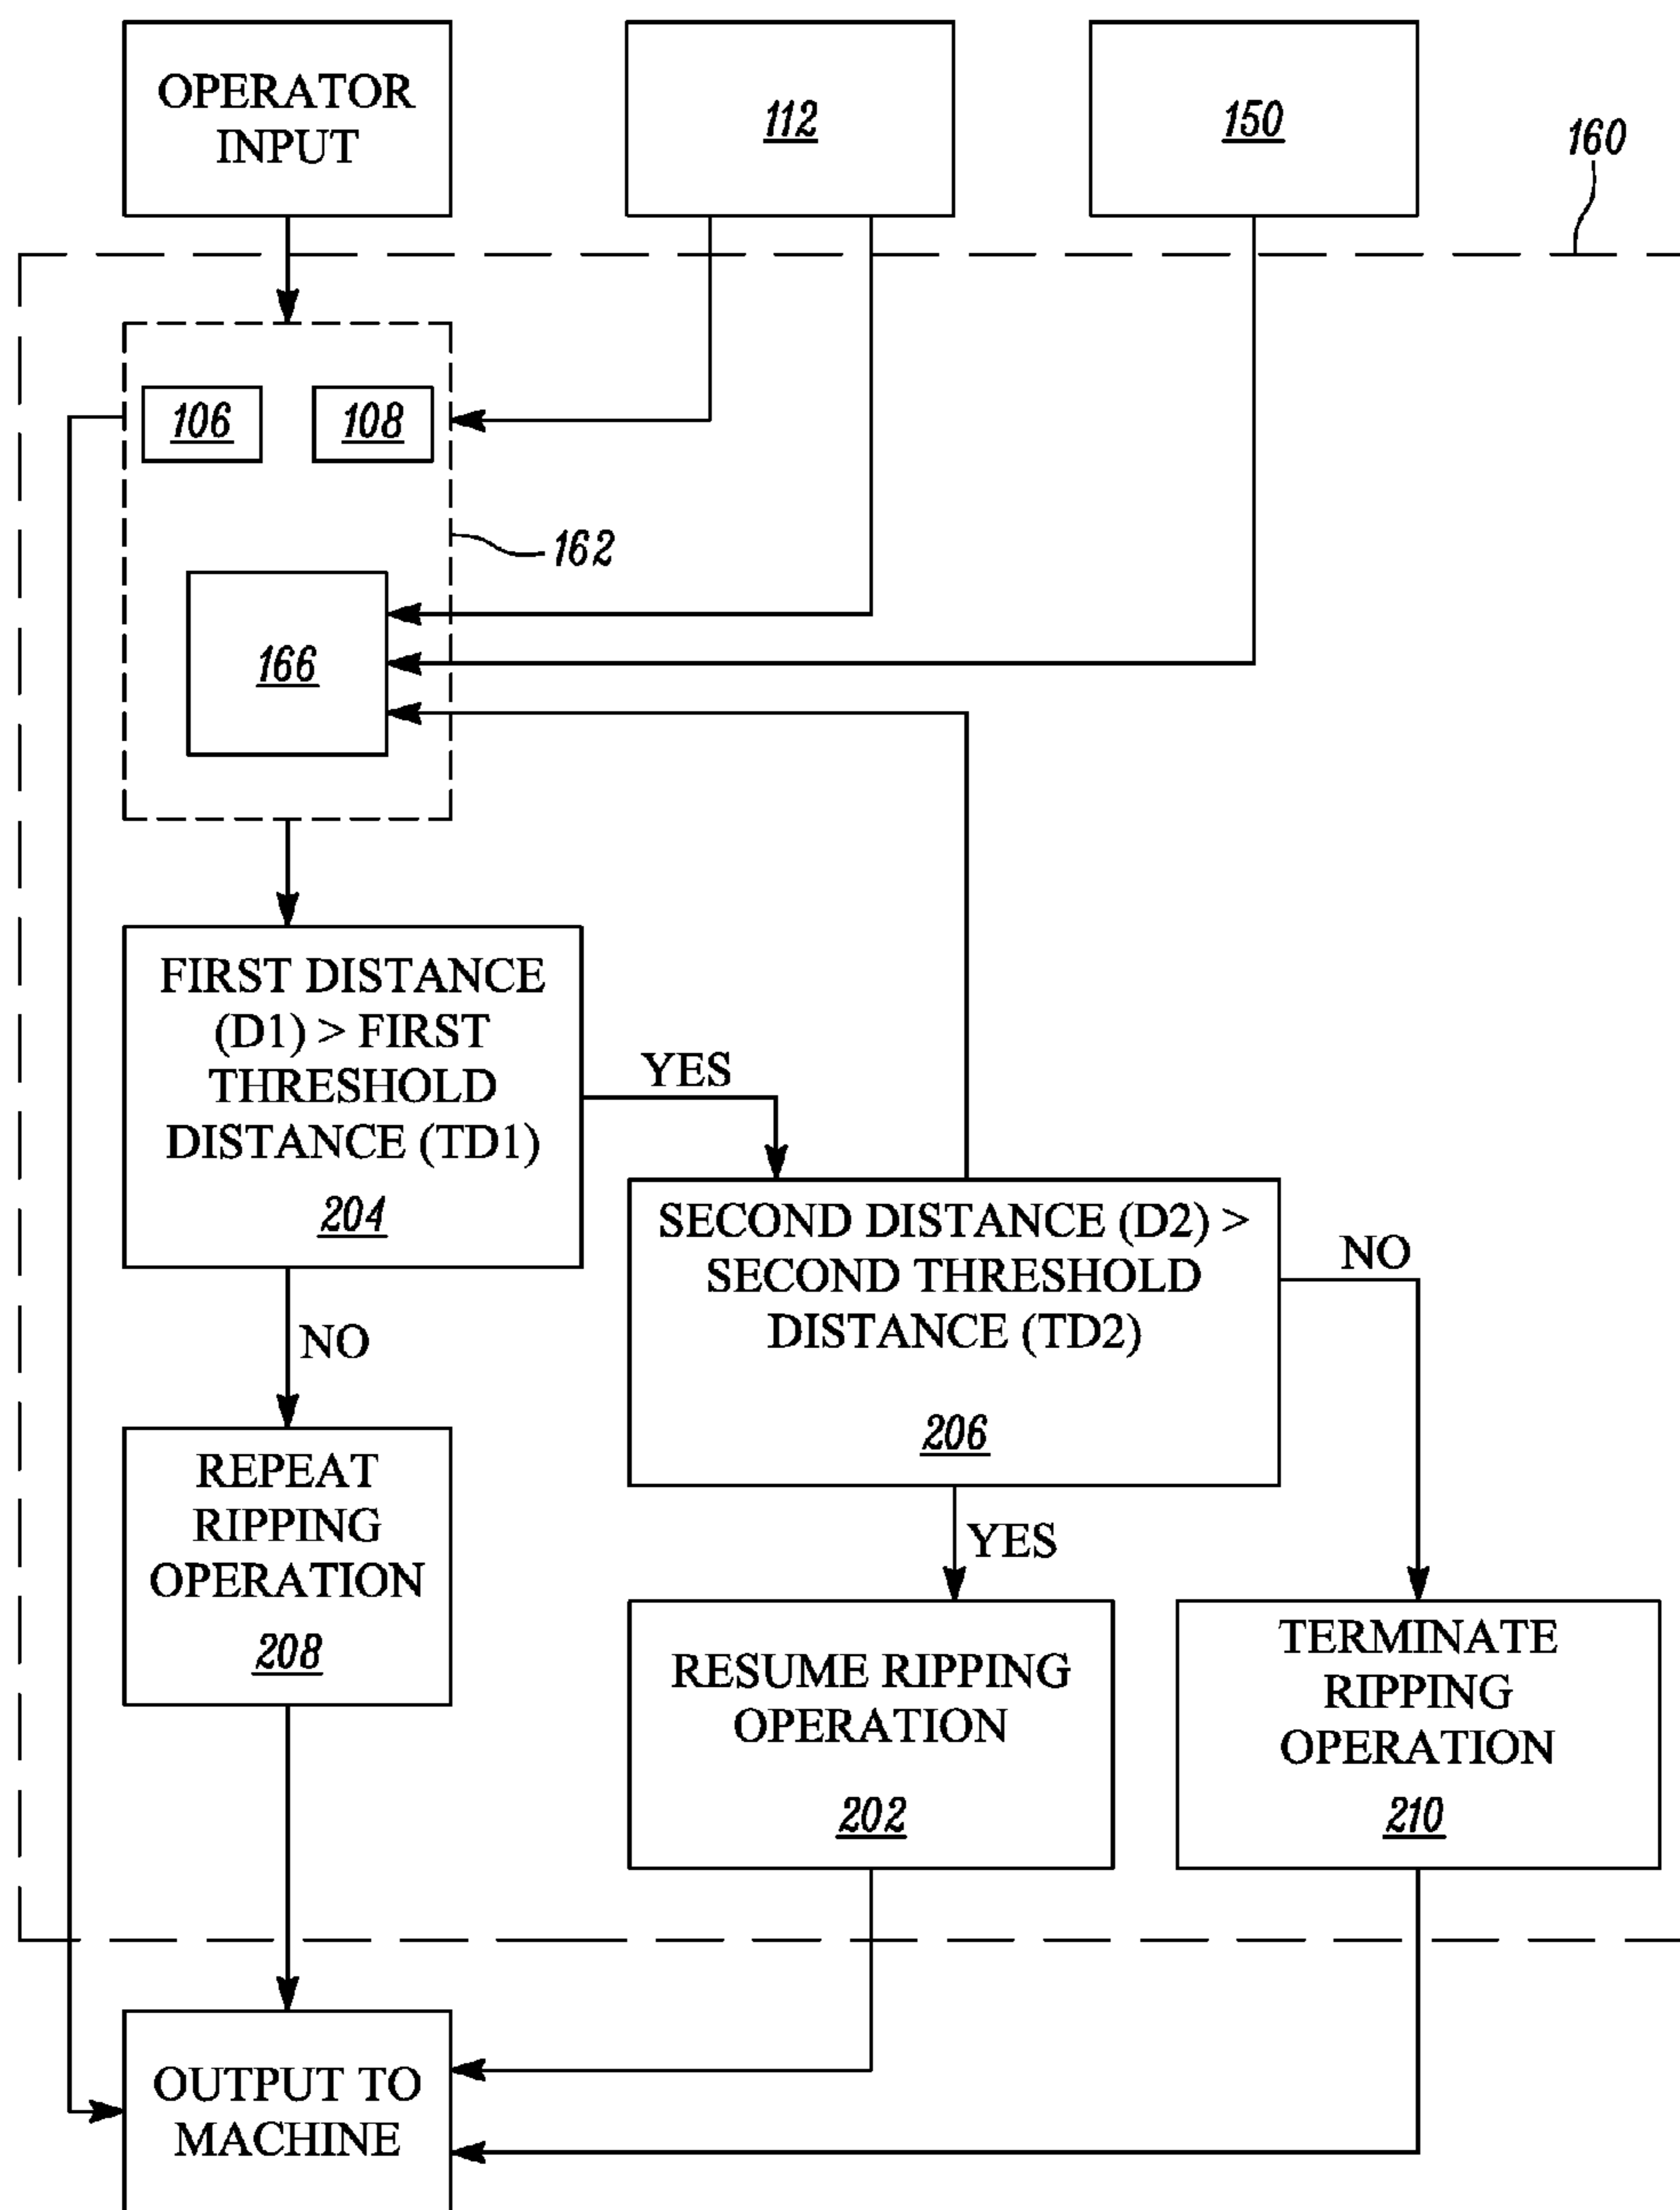 OPERATOR
INPUT
112
150
160
106
108
162
166
FIRST DISTANCE
(D1) > FIRST
THRESHOLD
DISTANCE (TD1)
204
YES
SECOND DISTANCE (D2) >
SECOND THRESHOLD
DISTANCE (TD2)
206
NO
NO
REPEAT
RIPPING
OPERATION
208
YES
RESUME RIPPING
OPERATION
202
TERMINATE
RIPPING
OPERATION
210
OUTPUT TO
MACHINE